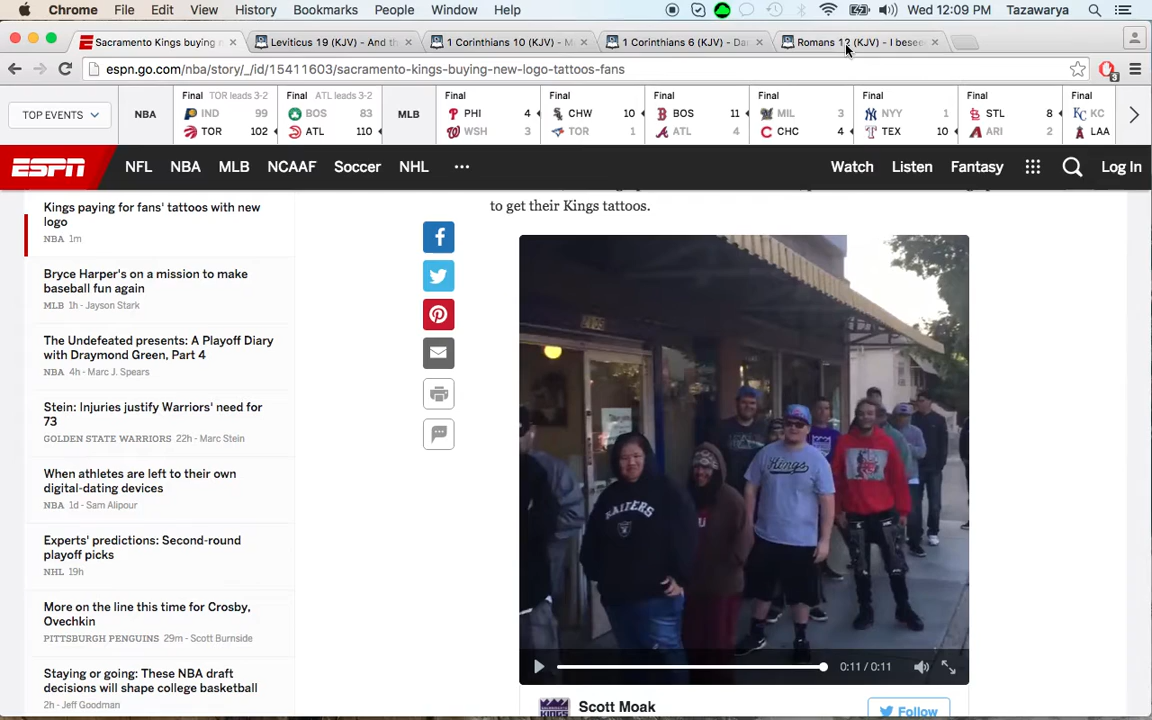 Chrome File Edit View History Bookmarks People Window Help Wed 12:09 PM Tazawarya
Sacramento Kings buying n
Leviticus 19 (KJV) - And th
1 Corinthians 10 (KJV) - M
1 Corinthians 6 (KJV) - Dar
Romans 12 (KJV) - I besee
espn.go.com/nba/story/_/id/15411603/sacramento-kings-buying-new-logo-tattoos-fans
3
TOP EVENTS
NBA
Final TOR leads 3-2
IND 99
TOR 102
Final ATL leads 3-2
BOS 83
ATL 110
MLB
Final
PHI 4
WSH 3
Final
CHW 10
TOR 1
Final
BOS 11
ATL 4
Final
MIL 3
CHC 4
Final
NYY 1
TEX 10
Final
STL 8
ARI 2
Final
KC
LAA
ESPN NFL NBA MLB NCAAF Soccer NHL ••• Watch Listen Fantasy Log In
Kings paying for fans' tattoos with new
logo
NBA 1m
Bryce Harper's on a mission to make
baseball fun again
MLB 1h - Jayson Stark
The Undefeated presents: A Playoff Diary
with Draymond Green, Part 4
NBA 4h - Marc J. Spears
Stein: Injuries justify Warriors' need for
73
GOLDEN STATE WARRIORS 22h - Marc Stein
When athletes are left to their own
digital-dating devices
NBA 1d - Sam Alipour
Experts' predictions: Second-round
playoff picks
NHL 19h
More on the line this time for Crosby,
Ovechkin
PITTSBURGH PENGUINS 29m - Scott Burnside
Staying or going: These NBA draft
decisions will shape college basketball
2h - Jeff Goodman
to get their Kings tattoos.
RAIDERS
Kings
0:11 / 0:11
KINGS
Scott Moak
Follow